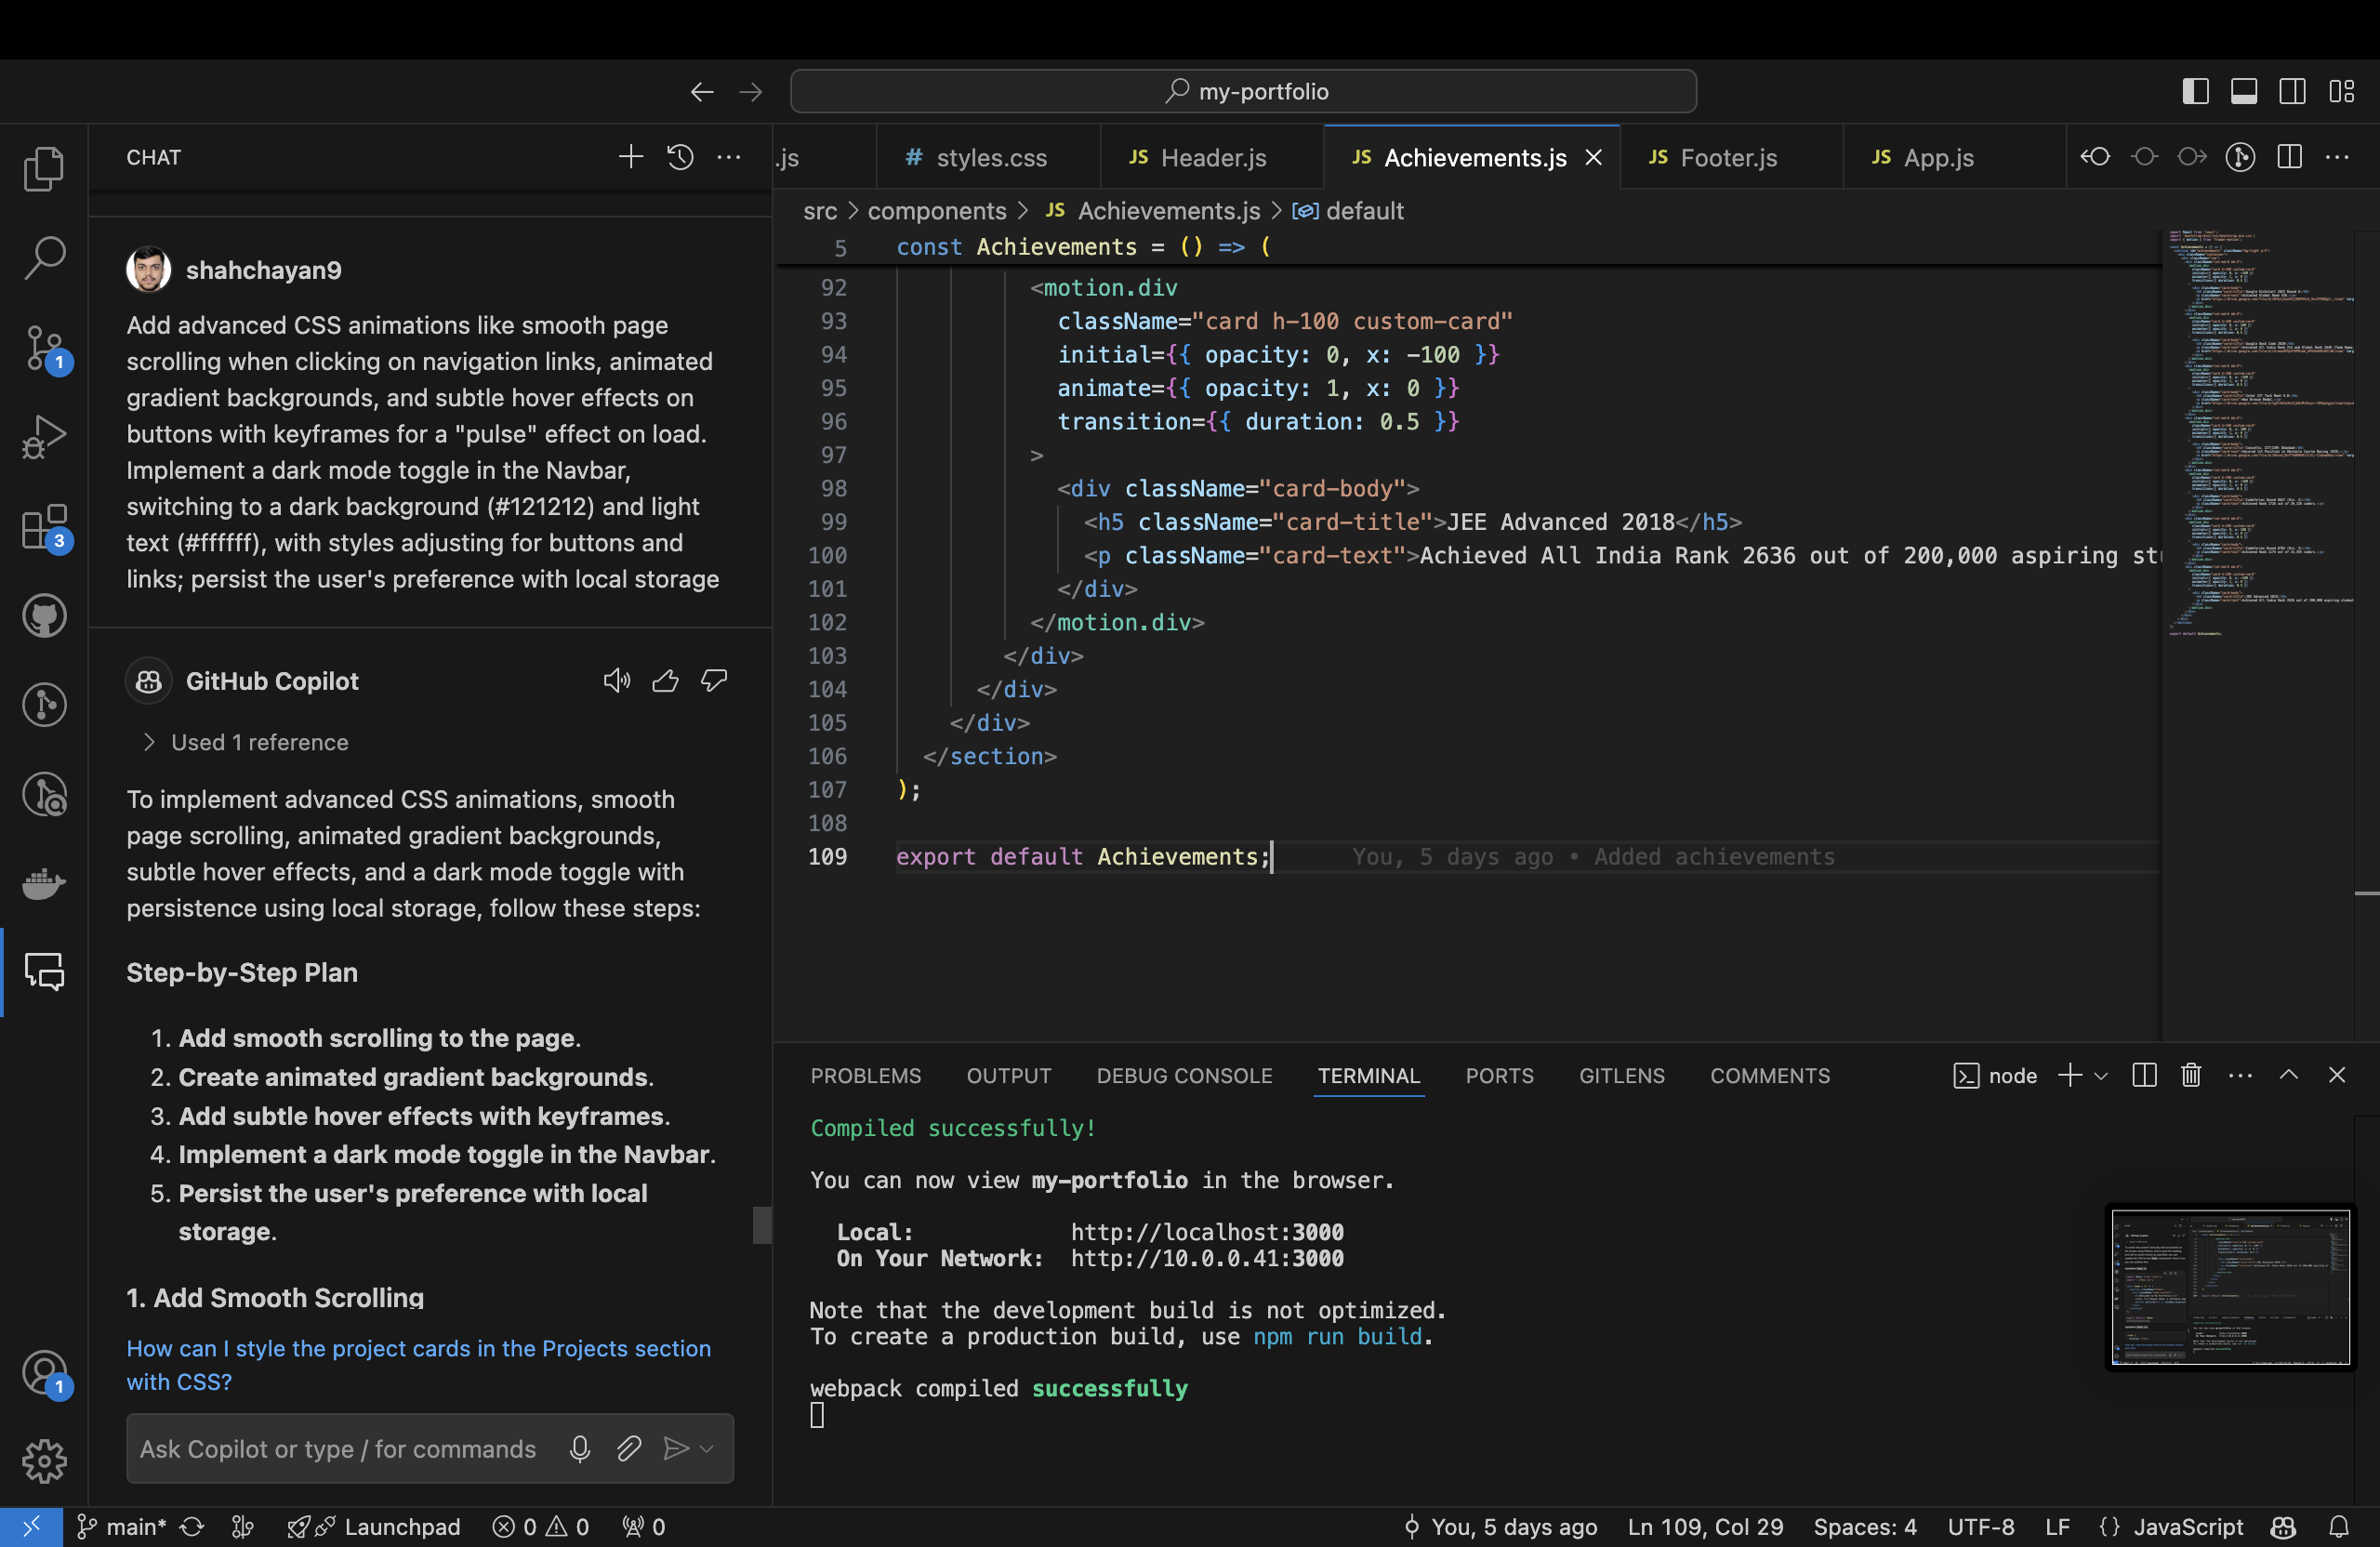 my-portfolio
CHAT
.js
# styles.css
JS Header.js
JS Achievements.js
JS Footer.js
JS App.js
src > components > JS Achievements.js > default
shahchayan9
Add advanced CSS animations like smooth page
scrolling when clicking on navigation links, animated
gradient backgrounds, and subtle hover effects on
buttons with keyframes for a "pulse" effect on load.
Implement a dark mode toggle in the Navbar,
switching to a dark background (#121212) and light
text (#ffffff), with styles adjusting for buttons and
links; persist the user's preference with local storage
GitHub Copilot
Used 1 reference
To implement advanced CSS animations, smooth
page scrolling, animated gradient backgrounds,
subtle hover effects, and a dark mode toggle with
persistence using local storage, follow these steps:
Step-by-Step Plan
1. Add smooth scrolling to the page.
2. Create animated gradient backgrounds.
3. Add subtle hover effects with keyframes.
4. Implement a dark mode toggle in the Navbar.
5. Persist the user's preference with local
storage.
1. Add Smooth Scrolling
How can I style the project cards in the Projects section
with CSS?
Ask Copilot or type / for commands
1
3
1
5 const Achievements = () => (
92 <motion.div
93 className="card h-100 custom-card"
94 initial={{ opacity: 0, x: -100 }}
95 animate={{ opacity: 1, x: 0 }}
96 transition={{ duration: 0.5 }}
97 >
98 <div className="card-body">
99 <h5 className="card-title">JEE Advanced 2018</h5>
100 <p className="card-text">Achieved All India Rank 2636 out of 200,000 aspiring stu
101 </div>
102 </motion.div>
103 </div>
104 </div>
105 </div>
106 </section>
107 );
108
109 export default Achievements; You, 5 days ago • Added achievements
PROBLEMS OUTPUT DEBUG CONSOLE TERMINAL PORTS GITLENS COMMENTS
node
Compiled successfully!
You can now view my-portfolio in the browser.
Local: http://localhost:3000
On Your Network: http://10.0.0.41:3000
Note that the development build is not optimized.
To create a production build, use npm run build.
webpack compiled successfully
main* Launchpad 0 0 0
You, 5 days ago Ln 109, Col 29 Spaces: 4 UTF-8 LF {} JavaScript